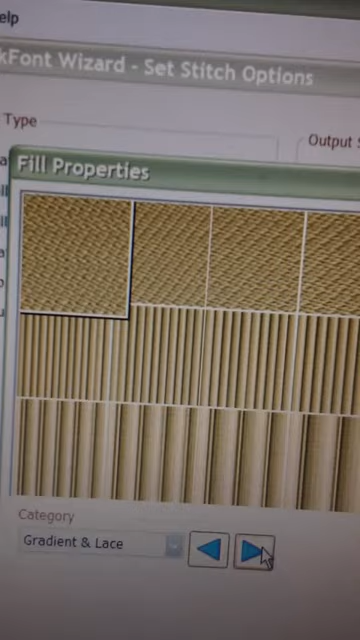 elp
kFont Wizard - Set Stitch Options
Type
Output
Fill Properties
Category
Gradient & Lace